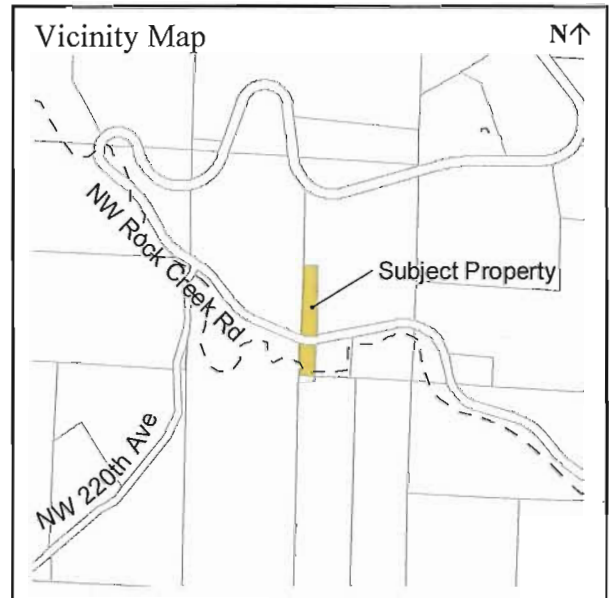 Vicinity Map
N↑
NW Rock Creek Rd
Subject Property
NW 220th Ave